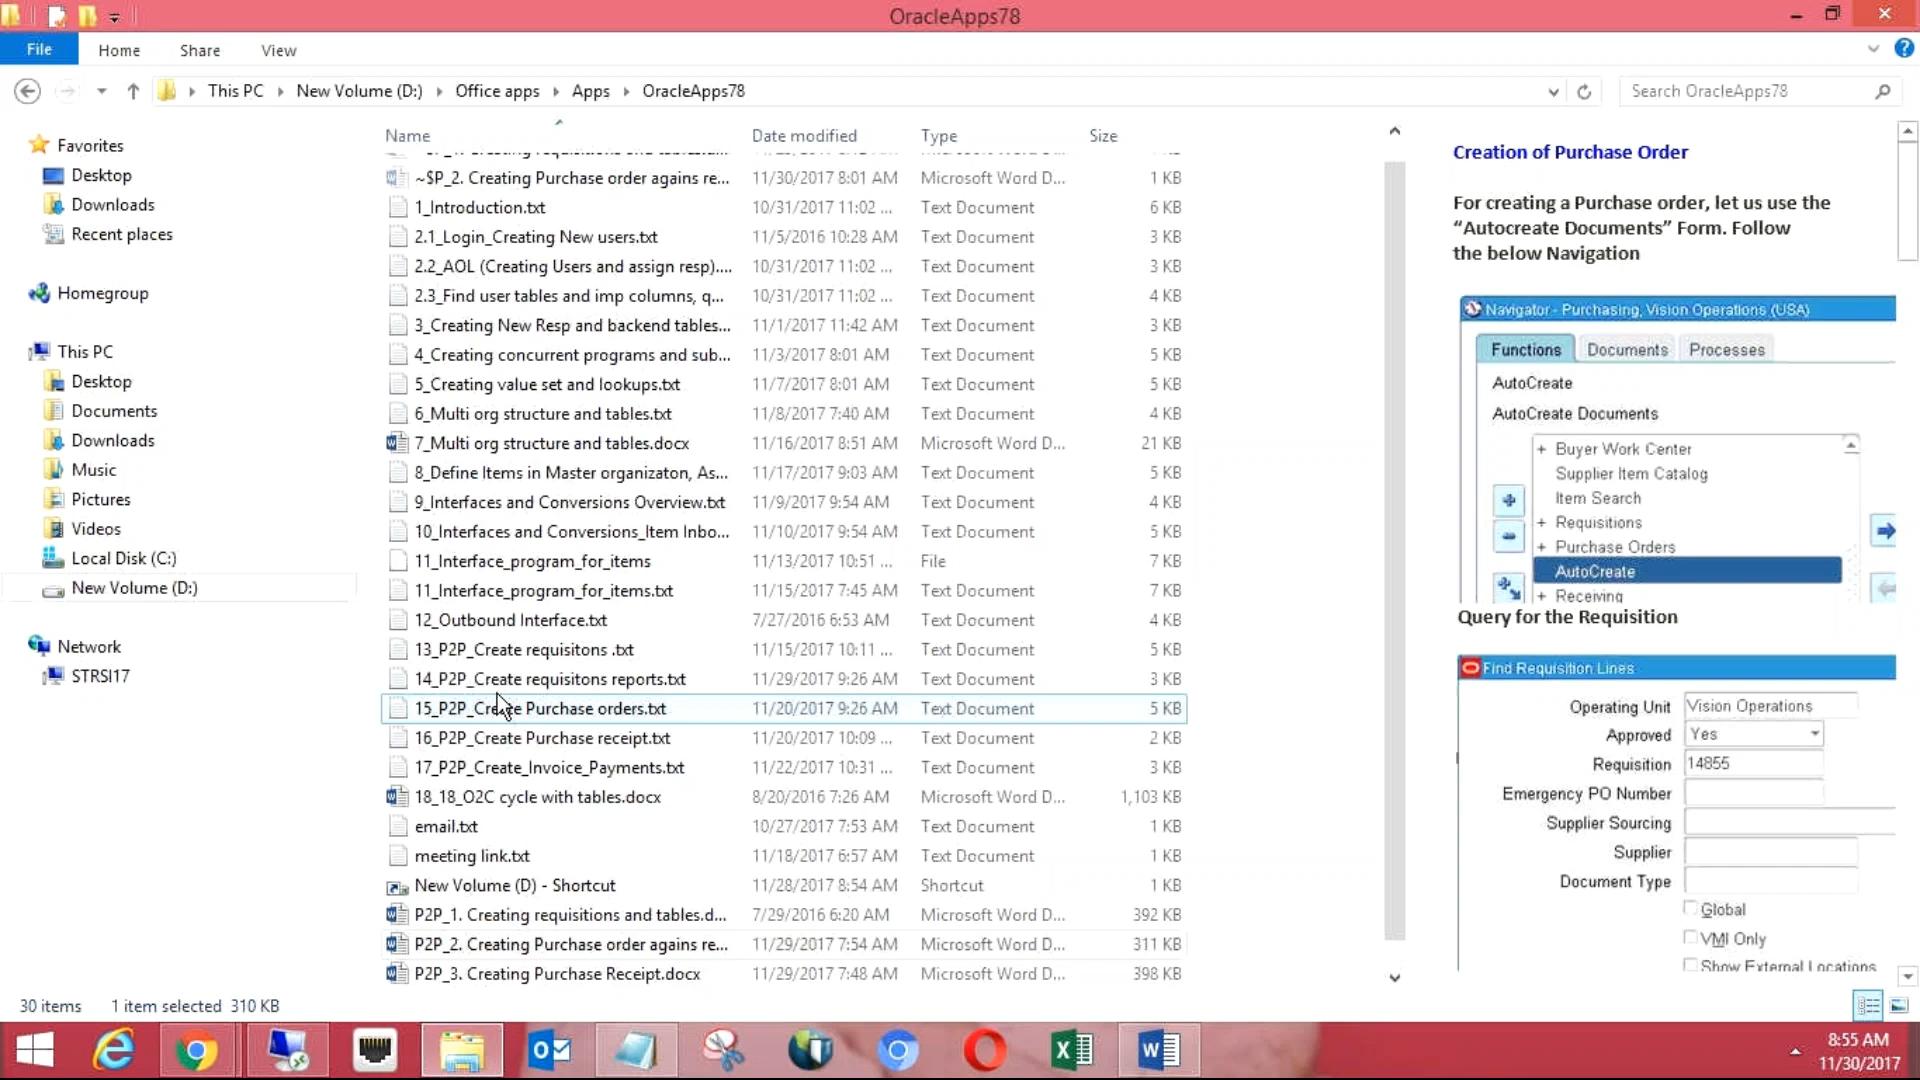 OracleApps78
File
Home
Share
View
This PC
New Volume (D:)
Office apps
Apps
OracleApps78
Search OracleApps78
Favorites
Desktop
Downloads
Recent places
Homegroup
This PC
Desktop
Documents
Downloads
Music
Pictures
Videos
Local Disk (C:)
New Volume (D:)
Network
STRSI17
Name Date modified Type Size
~$P_2. Creating Purchase order agains re... 11/30/2017 8:01 AM Microsoft Word D... 1 KB
1_Introduction.txt 10/31/2017 11:02 ... Text Document 6 KB
2.1_Login_Creating New users.txt 11/5/2016 10:28 AM Text Document 3 KB
2.2_AOL (Creating Users and assign resp).... 10/31/2017 11:02 ... Text Document 3 KB
2.3_Find user tables and imp columns, q... 10/31/2017 11:02 ... Text Document 4 KB
3_Creating New Resp and backend tables... 11/1/2017 11:42 AM Text Document 3 KB
4_Creating concurrent programs and sub... 11/3/2017 8:01 AM Text Document 5 KB
5_Creating value set and lookups.txt 11/7/2017 8:01 AM Text Document 5 KB
6_Multi org structure and tables.txt 11/8/2017 7:40 AM Text Document 4 KB
7_Multi org structure and tables.docx 11/16/2017 8:51 AM Microsoft Word D... 21 KB
8_Define Items in Master organizaton, As... 11/17/2017 9:03 AM Text Document 5 KB
9_Interfaces and Conversions Overview.txt 11/9/2017 9:54 AM Text Document 4 KB
10_Interfaces and Conversions_Item Inbo... 11/10/2017 9:54 AM Text Document 5 KB
11_Interface_program_for_items 11/13/2017 10:51 ... File 7 KB
11_Interface_program_for_items.txt 11/15/2017 7:45 AM Text Document 7 KB
12_Outbound Interface.txt 7/27/2016 6:53 AM Text Document 4 KB
13_P2P_Create requisitons .txt 11/15/2017 10:11 ... Text Document 5 KB
14_P2P_Create requisitons reports.txt 11/29/2017 9:26 AM Text Document 3 KB
15_P2P_Create Purchase orders.txt 11/20/2017 9:26 AM Text Document 5 KB
16_P2P_Create Purchase receipt.txt 11/20/2017 10:09 ... Text Document 2 KB
17_P2P_Create_Invoice_Payments.txt 11/22/2017 10:31 ... Text Document 3 KB
18_18_O2C cycle with tables.docx 8/20/2016 7:26 AM Microsoft Word D... 1,103 KB
email.txt 10/27/2017 7:53 AM Text Document 1 KB
meeting link.txt 11/18/2017 6:57 AM Text Document 1 KB
New Volume (D) - Shortcut 11/28/2017 8:54 AM Shortcut 1 KB
P2P_1. Creating requisitions and tables.d... 7/29/2016 6:20 AM Microsoft Word D... 392 KB
P2P_2. Creating Purchase order agains re... 11/29/2017 7:54 AM Microsoft Word D... 311 KB
P2P_3. Creating Purchase Receipt.docx 11/29/2017 7:48 AM Microsoft Word D... 398 KB
Creation of Purchase Order
For creating a Purchase order, let us use the
“Autocreate Documents” Form. Follow
the below Navigation
Navigator - Purchasing, Vision Operations (USA)
Functions Documents Processes
AutoCreate
AutoCreate Documents
+ Buyer Work Center
Supplier Item Catalog
Item Search
+ Requisitions
+ Purchase Orders
AutoCreate
+ Receiving
Query for the Requisition
Find Requisition Lines
Operating Unit Vision Operations
Approved Yes
Requisition 14855
Emergency PO Number
Supplier Sourcing
Supplier
Document Type
Global
VMI Only
Show External Locations
30 items 1 item selected 310 KB
8:55 AM
11/30/2017